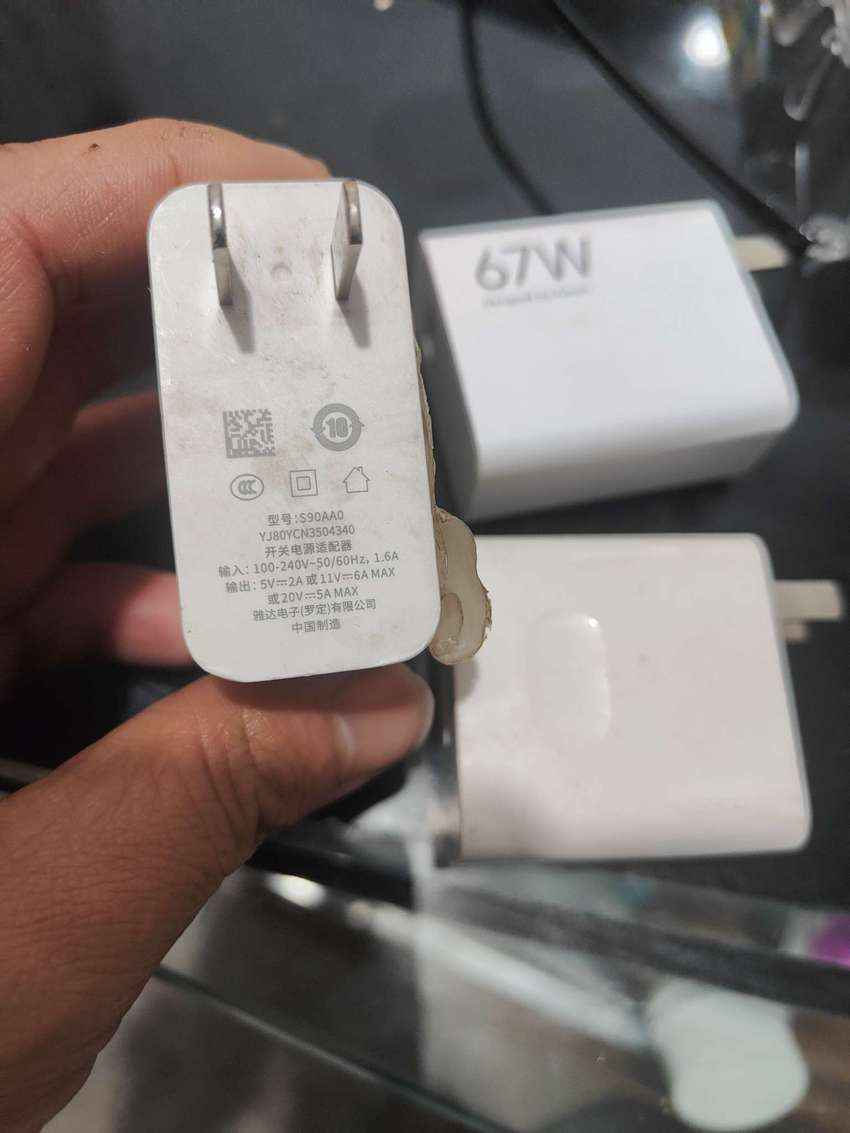 67W
10
CCC
型号:S90AA0
YJ80YCN3504340
开关电源适配器
输入: 100-240V~50/60Hz, 1.6A
输出: 5V⎓2A 或 11V⎓6A MAX
或 20V⎓5A MAX
雅达电子(罗定)有限公司
中国制造